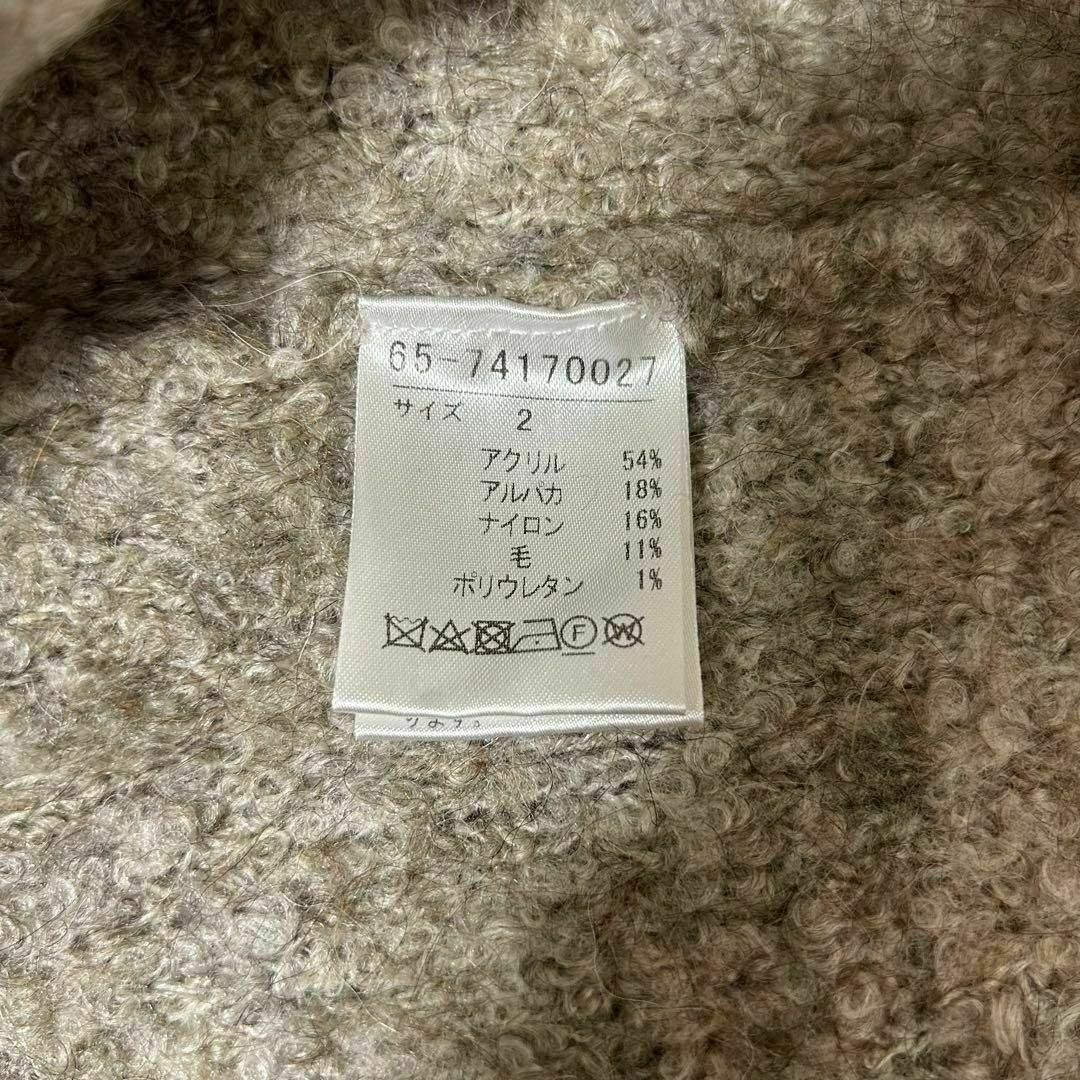 65-74170027
サイズ 2
アクリル 54%
アルパカ 18%
ナイロン 16%
毛 11%
ポリウレタン 1%
F W